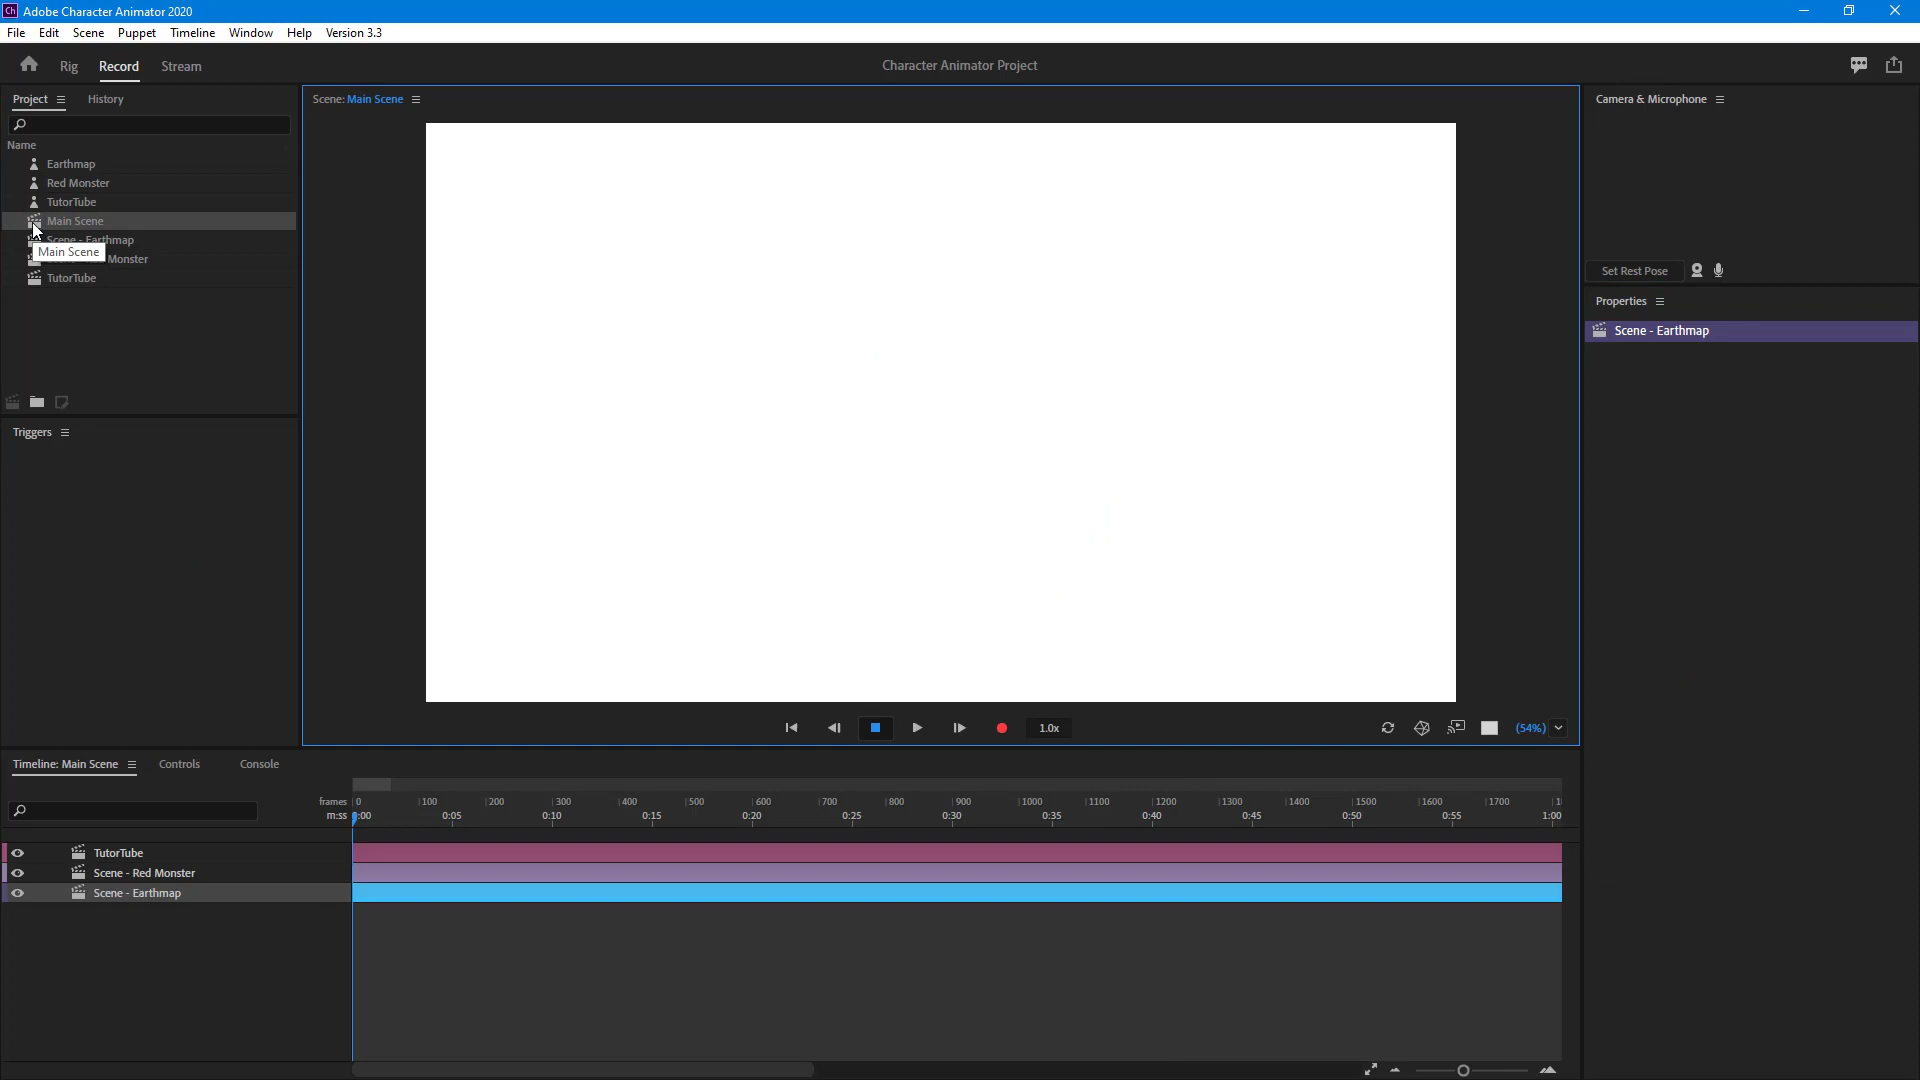 Ch Adobe Character Animator 2020
File Edit Scene Puppet Timeline Window Help Version 3.3
Rig Record Stream Character Animator Project
Project History Scene: Main Scene Camera & Microphone
Name
Earthmap
Red Monster
TutorTube
Main Scene
Scene - Earthmap
Main Scene
Monster
TutorTube
Set Rest Pose
Properties
Scene - Earthmap
Triggers
1.0x (54%)
Timeline: Main Scene Controls Console
frames 0 100 200 300 400 500 600 700 800 900 1000 1100 1200 1300 1400 1500 1600 1700
m:ss 0:05 0:10 0:15 0:20 0:25 0:30 0:35 0:40 0:45 0:50 0:55 1:00
TutorTube
Scene - Red Monster
Scene - Earthmap